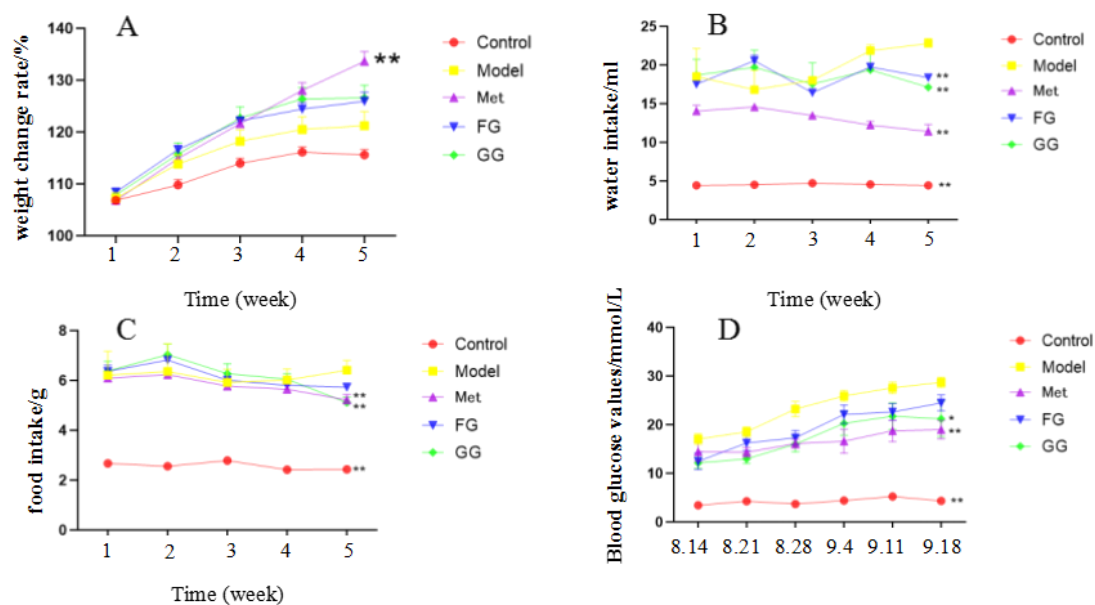 A
weight change rate/%
140
130
120
110
100
**
1 2 3 4 5
Time (week)
Control
Model
Met
FG
GG
B
water intake/ml
25
20
15
10
5
0
**
**
**
**
1 2 3 4 5
Time (week)
Control
Model
Met
FG
GG
C
food intake/g
8
6
4
2
0
**
**
**
1 2 3 4 5
Time (week)
Control
Model
Met
FG
GG
D
Blood glucose values/mmol/L
40
30
20
10
0
*
**
**
8.14 8.21 8.28 9.4 9.11 9.18
Control
Model
Met
FG
GG